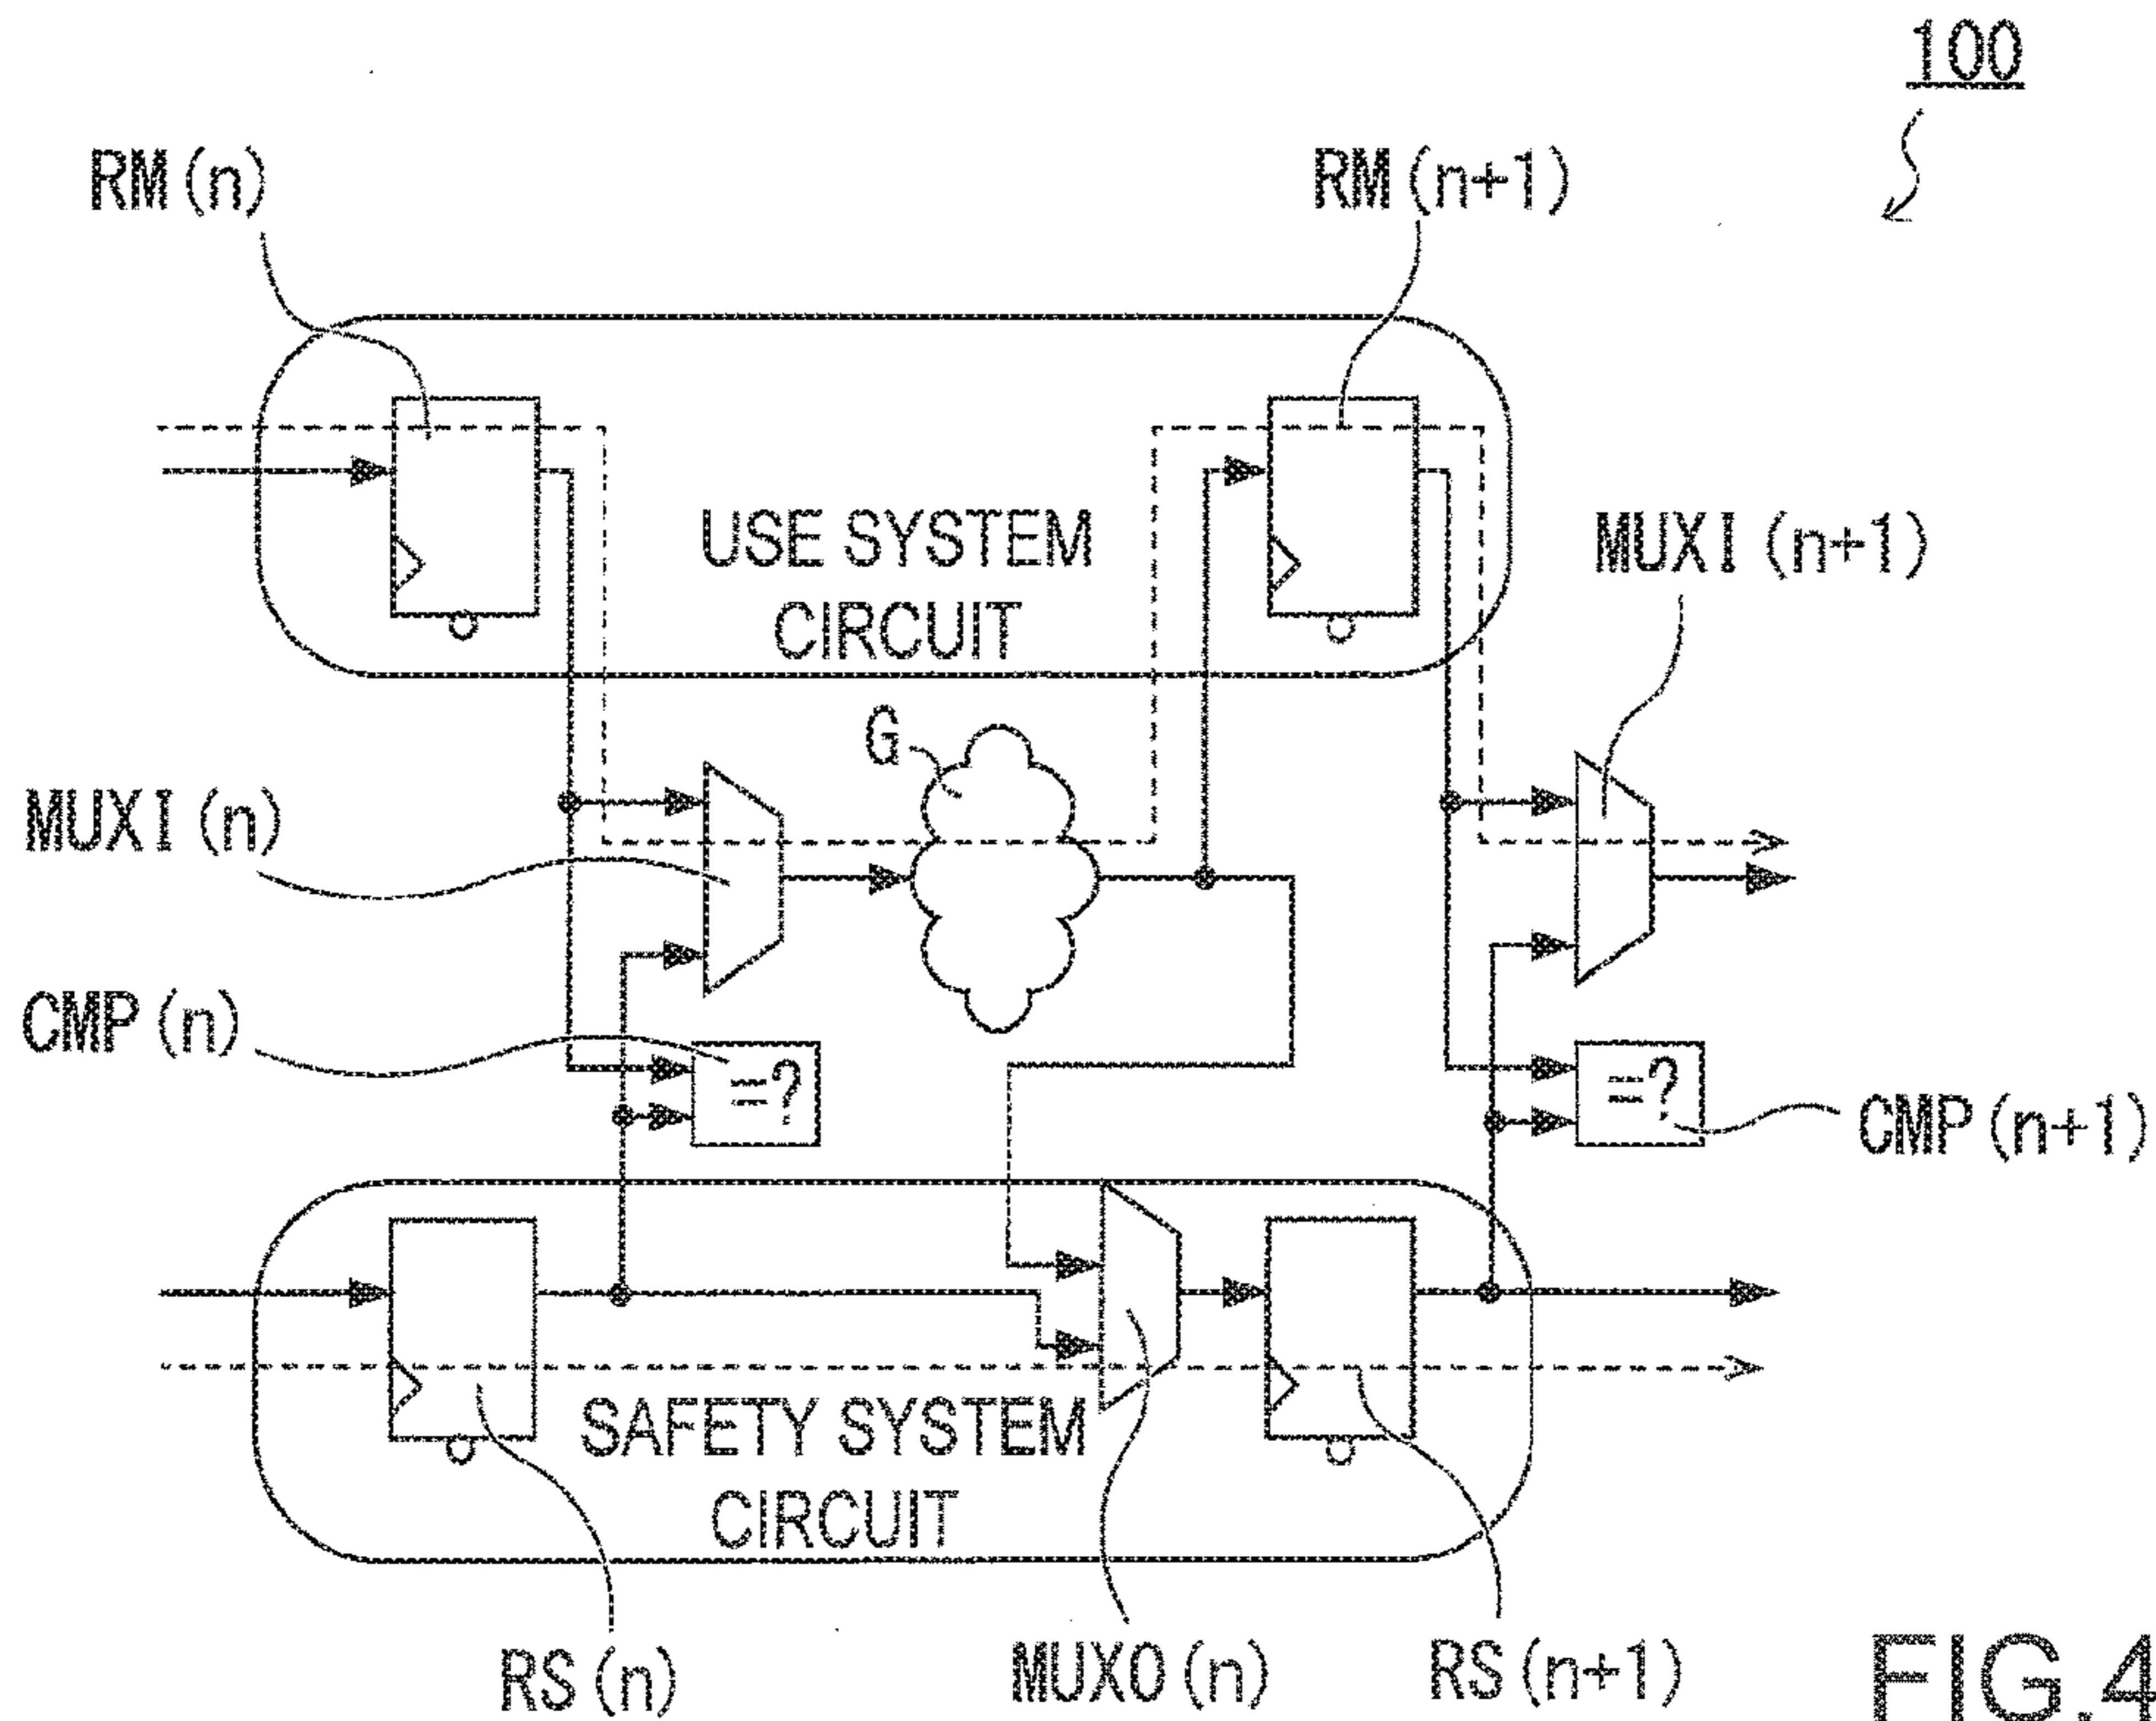 100
RM(n)
RM(n+1)
USE SYSTEM
CIRCUIT
MUXI(n+1)
G
MUXI(n)
CMP(n)
=?
=?
CMP(n+1)
SAFETY SYSTEM
CIRCUIT
RS(n)
MUXO(n)
RS(n+1)
FIG.4